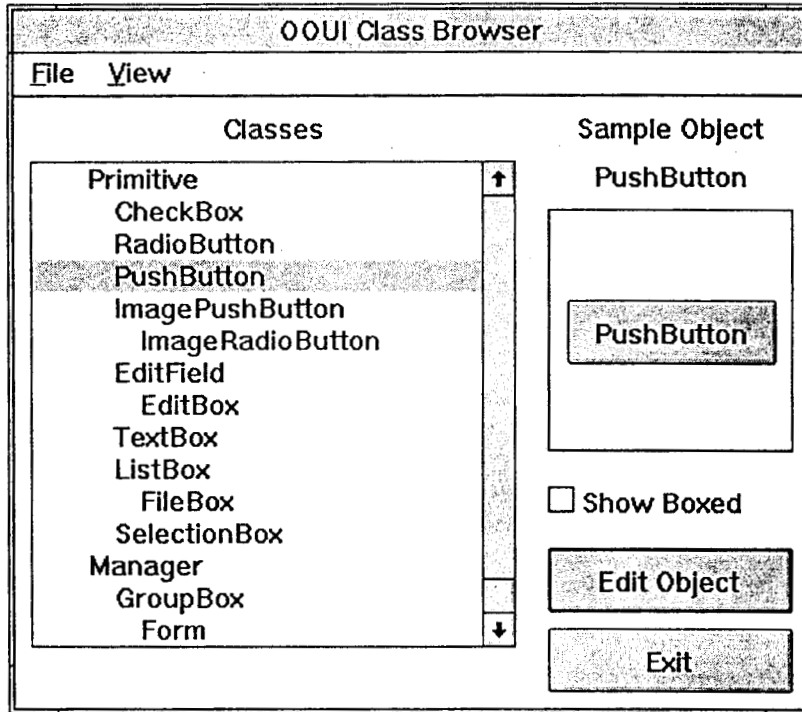 OOUI Class Browser
File View
Classes
Primitive
CheckBox
RadioButton
PushButton
ImagePushButton
ImageRadioButton
EditField
EditBox
TextBox
ListBox
FileBox
SelectionBox
Manager
GroupBox
Form
Sample Object
PushButton
PushButton
Show Boxed
Edit Object
Exit